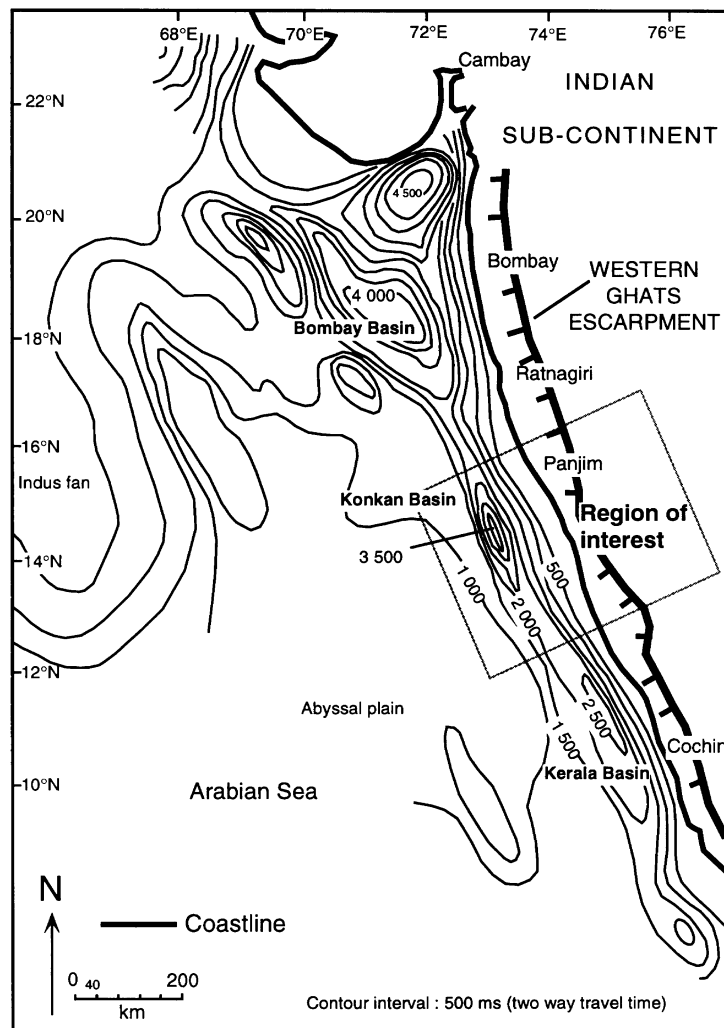 68°E 70°E 72°E 74°E 76°E
Cambay
INDIAN
22°N
SUB-CONTINENT
4 500
20°N
Bombay
WESTERN
GHATS
ESCARPMENT
4 000
Bombay Basin
18°N
Ratnagiri
16°N
Panjim
Indus fan
Konkan Basin
Region of
interest
14°N
3 500
500
1 000
2 000
12°N
Abyssal plain
2 500
1 500
Cochin
Kerala Basin
10°N
Arabian Sea
N
Coastline
0 40 200
km
Contour interval : 500 ms (two way travel time)